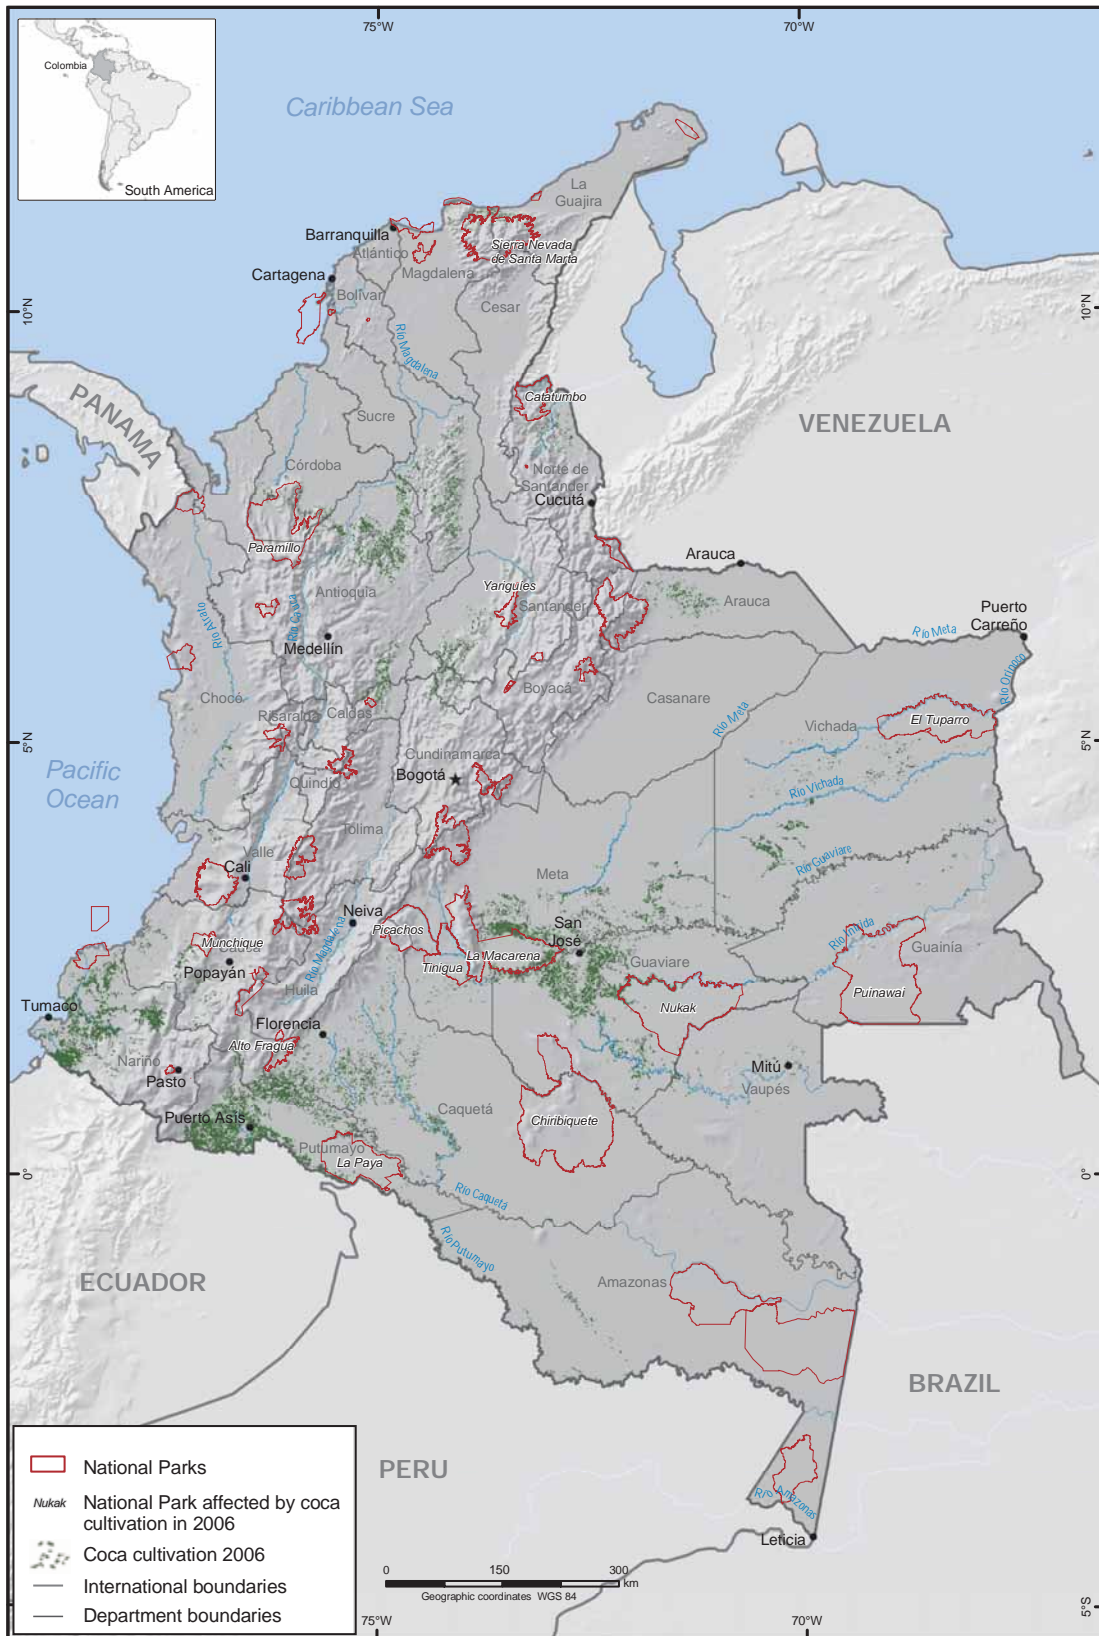 75°W
70°W
Colombia
South America
Caribbean Sea
La
Guajira
Barranquilla
Atlántico
Sierra Nevada
de Santa Marta
Magdalena
Cartagena
Bolívar
Cesar
10°N
10°N
Río Magdalena
PANAMA
Catatumbo
Sucre
VENEZUELA
Córdoba
Norte de
Santander
Cucutá
Paramillo
Arauca
Yariguíes
Antioquia
Santander
Arauca
Puerto
Carreño
Río Atrato
Río Cauca
Río Meta
Medellín
Río Orinoco
Chocó
Boyacá
Casanare
Risaralda
Caldas
Río Meta
Vichada
El Tuparro
5°N
5°N
Cundinamarca
Pacific
Ocean
Bogotá
Quindío
Río Vichada
Tolima
Valle
Río Guaviare
Cali
Meta
Neiva
San
José
Picachos
Munchique
Cauca
La Macarena
Río Inírida
Guainía
Popayán
Río Magdalena
Tinigua
Guaviare
Huila
Puinawai
Tumaco
Nukak
Florencia
Alto Fragua
Nariño
Pasto
Mitú
Vaupés
Caquetá
Puerto Asís
Chiribiquete
Putumayo
La Paya
0°
0°
Río Caquetá
Río Putumayo
ECUADOR
Amazonas
BRAZIL
PERU
Río Amazonas
Leticia
National Parks
Nukak
National Park affected by coca
cultivation in 2006
Coca cultivation 2006
International boundaries
Department boundaries
0
150
300
km
Geographic coordinates WGS 84
75°W
70°W
5°S